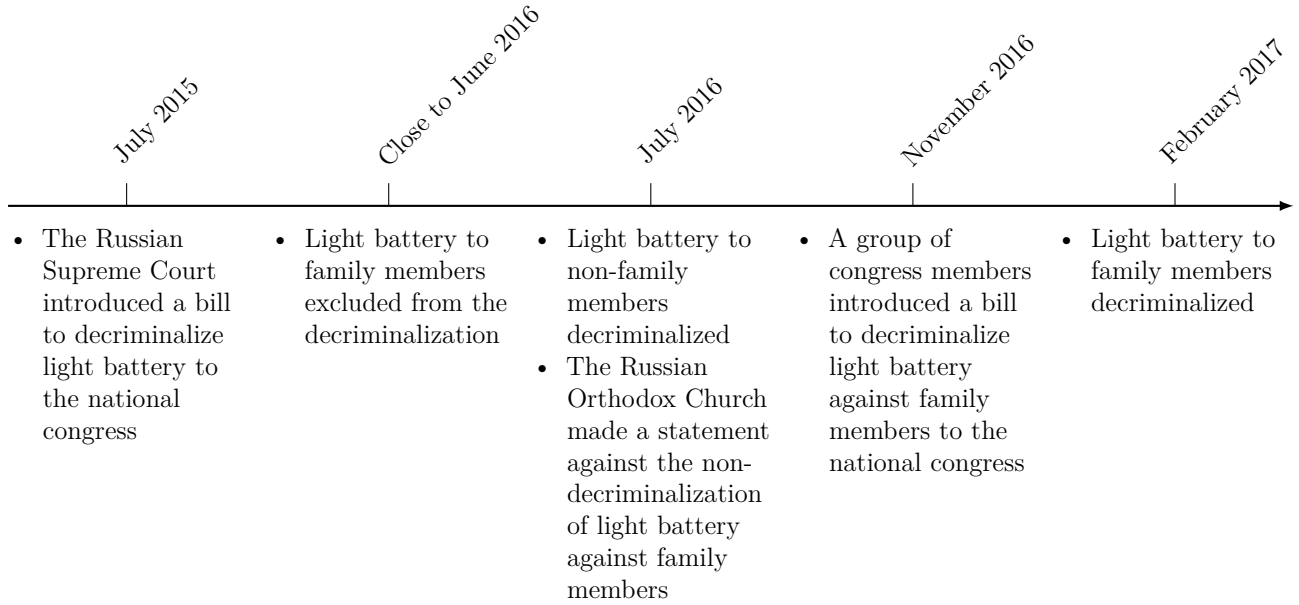 July 2015
Close to June 2016
July 2016
November 2016
February 2017
• The Russian
Supreme Court
introduced a bill
to decriminalize
light battery to
the national
congress
• Light battery to
family members
excluded from the
decriminalization
• Light battery to
non-family
members
decriminalized
• The Russian
Orthodox Church
made a statement
against the non-
decriminalization
of light battery
against family
members
• A group of
congress members
introduced a bill
to decriminalize
light battery
against family
members to the
national congress
• Light battery to
family members
decriminalized